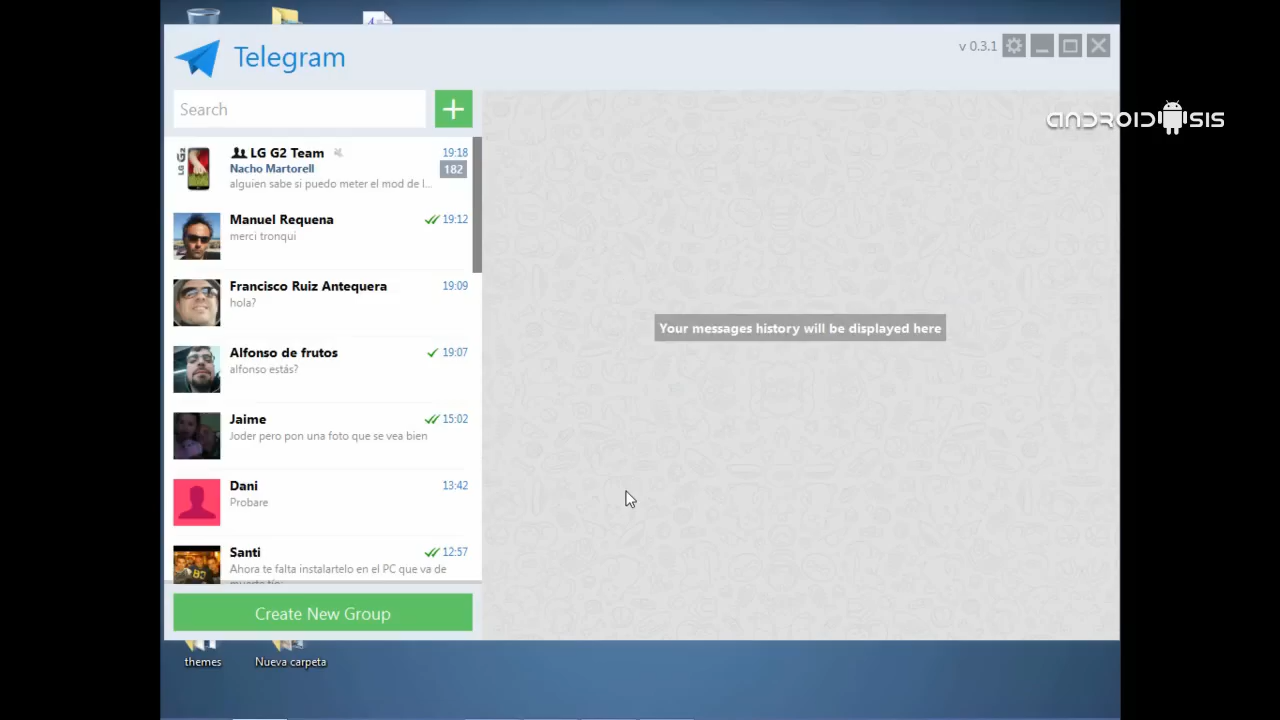 Telegram
v 0.3.1
Search
ANDROIDSIS
LG G2
LG G2 Team 19:18
Nacho Martorell 182
alguien sabe si puedo meter el mod de l...
Manuel Requena 19:12
merci tronqui
Francisco Ruiz Antequera 19:09
hola?
Alfonso de frutos 19:07
alfonso estás?
Jaime 15:02
Joder pero pon una foto que se vea bien
Dani 13:42
Probare
Santi 12:57
Ahora te falta instalartelo en el PC que va de
Your messages history will be displayed here
Create New Group
themes
Nueva carpeta